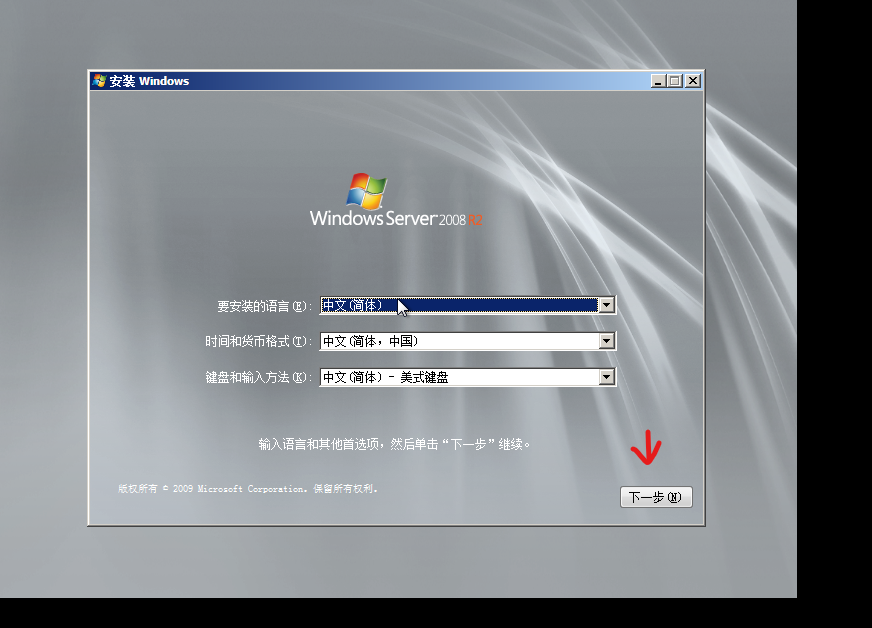 安装 Windows
Windows Server 2008 R2
要安装的语言(E):
中文(简体)
时间和货币格式(T):
中文(简体，中国)
键盘和输入方法(K):
中文(简体) - 美式键盘
输入语言和其他首选项，然后单击“下一步”继续。
版权所有 © 2009 Microsoft Corporation。保留所有权利。
下一步(N)